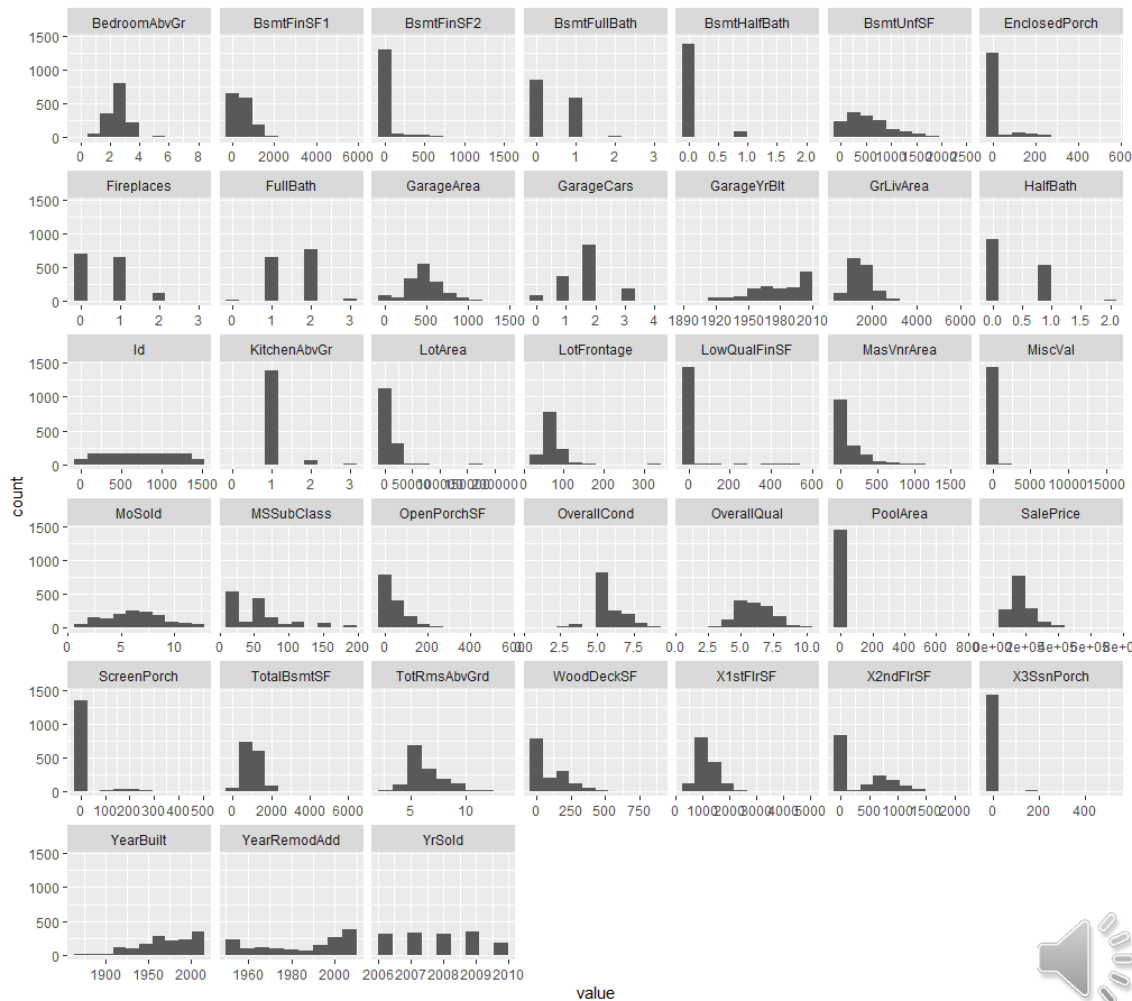 BedroomAbvGr BsmtFinSF1 BsmtFinSF2 BsmtFullBath BsmtHalfBath BsmtUnfSF EnclosedPorch
1500
1000
500
0
0 2 4 6 8 0 2000 4000 6000 0 500 1000 1500 0 1 2 3 0.0 0.5 1.0 1.5 2.0 0 500 1000 1500 2000 2500 0 200 400 600
Fireplaces FullBath GarageArea GarageCars GarageYrBlt GrLivArea HalfBath
1500
1000
500
0
0 1 2 3 0 1 2 3 0 500 1000 1500 0 1 2 3 4 1890 1920 1950 1980 2010 2000 4000 6000 0.0 0.5 1.0 1.5 2.0
Id KitchenAbvGr LotArea LotFrontage LowQualFinSF MasVnrArea MiscVal
1500
1000
500
0
0 500 1000 1500 0 1 2 3 0 50000 100000 150000 200000 0 100 200 300 0 200 400 600 0 500 1000 1500 0 5000 10000 15000
MoSold MSSubClass OpenPorchSF OverallCond OverallQual PoolArea SalePrice
1500
1000
500
0
0 5 10 0 50 100 150 200 0 200 400 600 0.0 2.5 5.0 7.5 2.5 5.0 7.5 10.0 0 200 400 600 800 0e+00 2e+05 4e+05 6e+05 8e+0
ScreenPorch TotalBsmtSF TotRmsAbvGrd WoodDeckSF X1stFlrSF X2ndFlrSF X3SsnPorch
1500
1000
500
0
0 100 200 300 400 500 0 2000 4000 6000 5 10 0 250 500 750 0 1000 2000 3000 4000 5000 0 500 1000 1500 2000 0 200 400
YearBuilt YearRemodAdd YrSold
1500
1000
500
0
1900 1950 2000 1960 1980 2000 2006 2007 2008 2009 2010
count
value